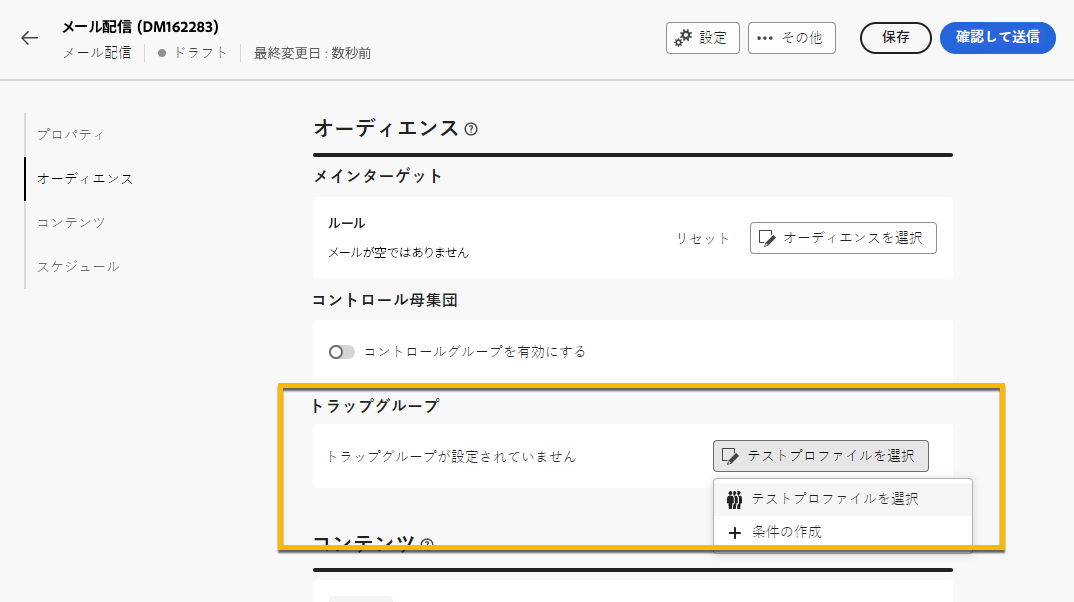 メール配信 (DM162283)
メール配信 ドラフト 最終変更日 : 数秒前
設定 その他 保存 確認して送信
プロパティ
オーディエンス
コンテンツ
スケジュール
オーディエンス
メインターゲット
ルール
メールが空ではありません
リセット オーディエンスを選択
コントロール母集団
コントロールグループを有効にする
トラップグループ
トラップグループが設定されていません テストプロファイルを選択
テストプロファイルを選択
条件の作成
コンテンツ